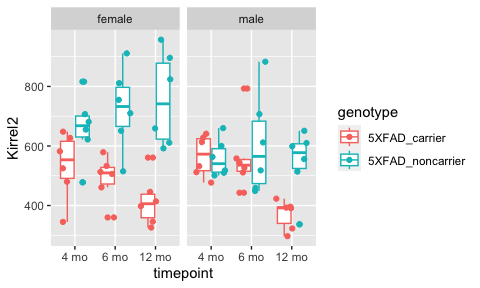 female male
Kirrel2
800
600
400
4 mo 6 mo 12 mo 4 mo 6 mo 12 mo
timepoint
genotype
5XFAD_carrier
5XFAD_noncarrier